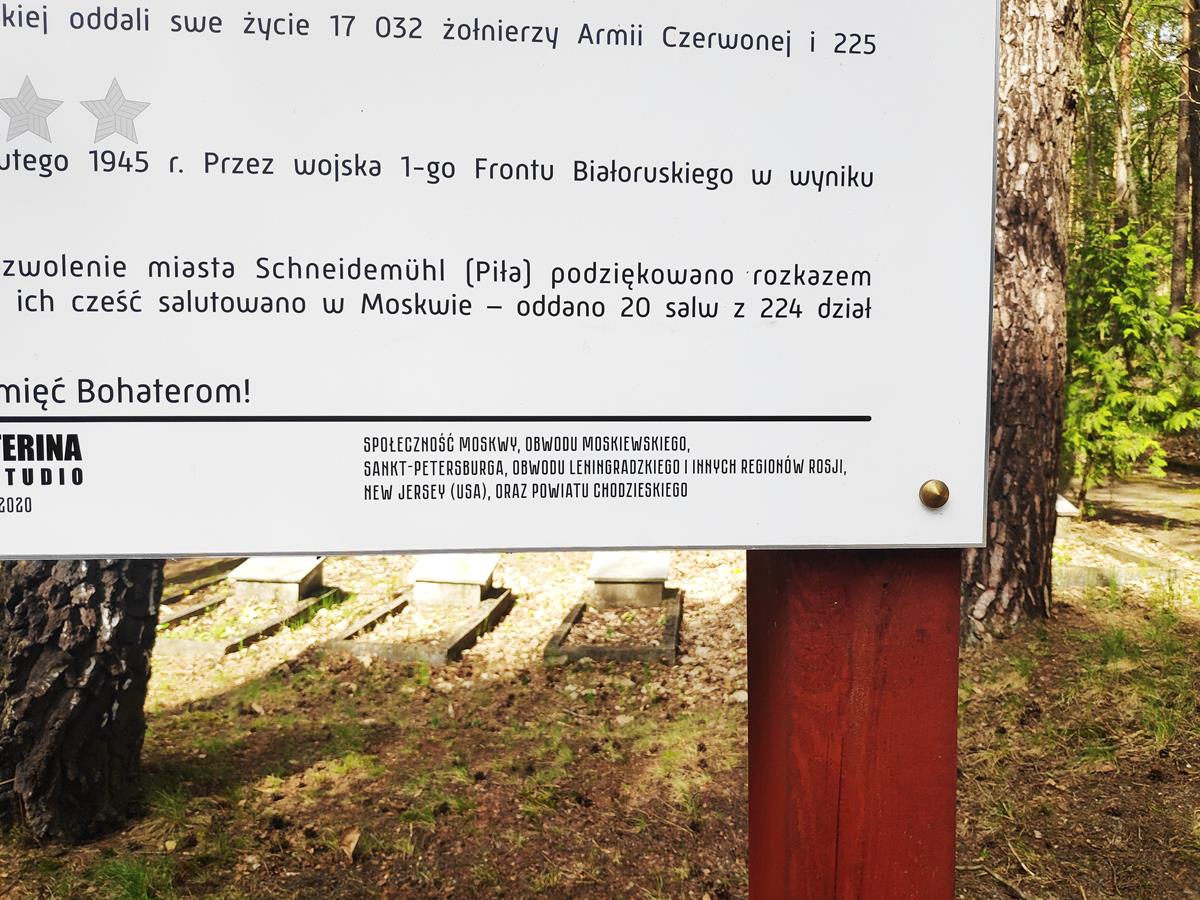 kiej oddali swe życie 17 032 żołnierzy Armii Czerwonej i 225
utego 1945 r. Przez wojska 1-go Frontu Białoruskiego w wyniku
zwolenie miasta Schneidemühl (Piła) podziękowano rozkazem
ich cześć salutowano w Moskwie – oddano 20 salw z 224 dział
mięć Bohaterom!
TERINA
TUDIO
2020
SPOŁECZNOŚĆ MOSKWY, OBWODU MOSKIEWSKIEGO,
SANKT-PETERSBURGA, OBWODU LENINGRADZKIEGO I INNYCH REGIONÓW ROSJI,
NEW JERSEY (USA), ORAZ POWIATU CHODZIESKIEGO